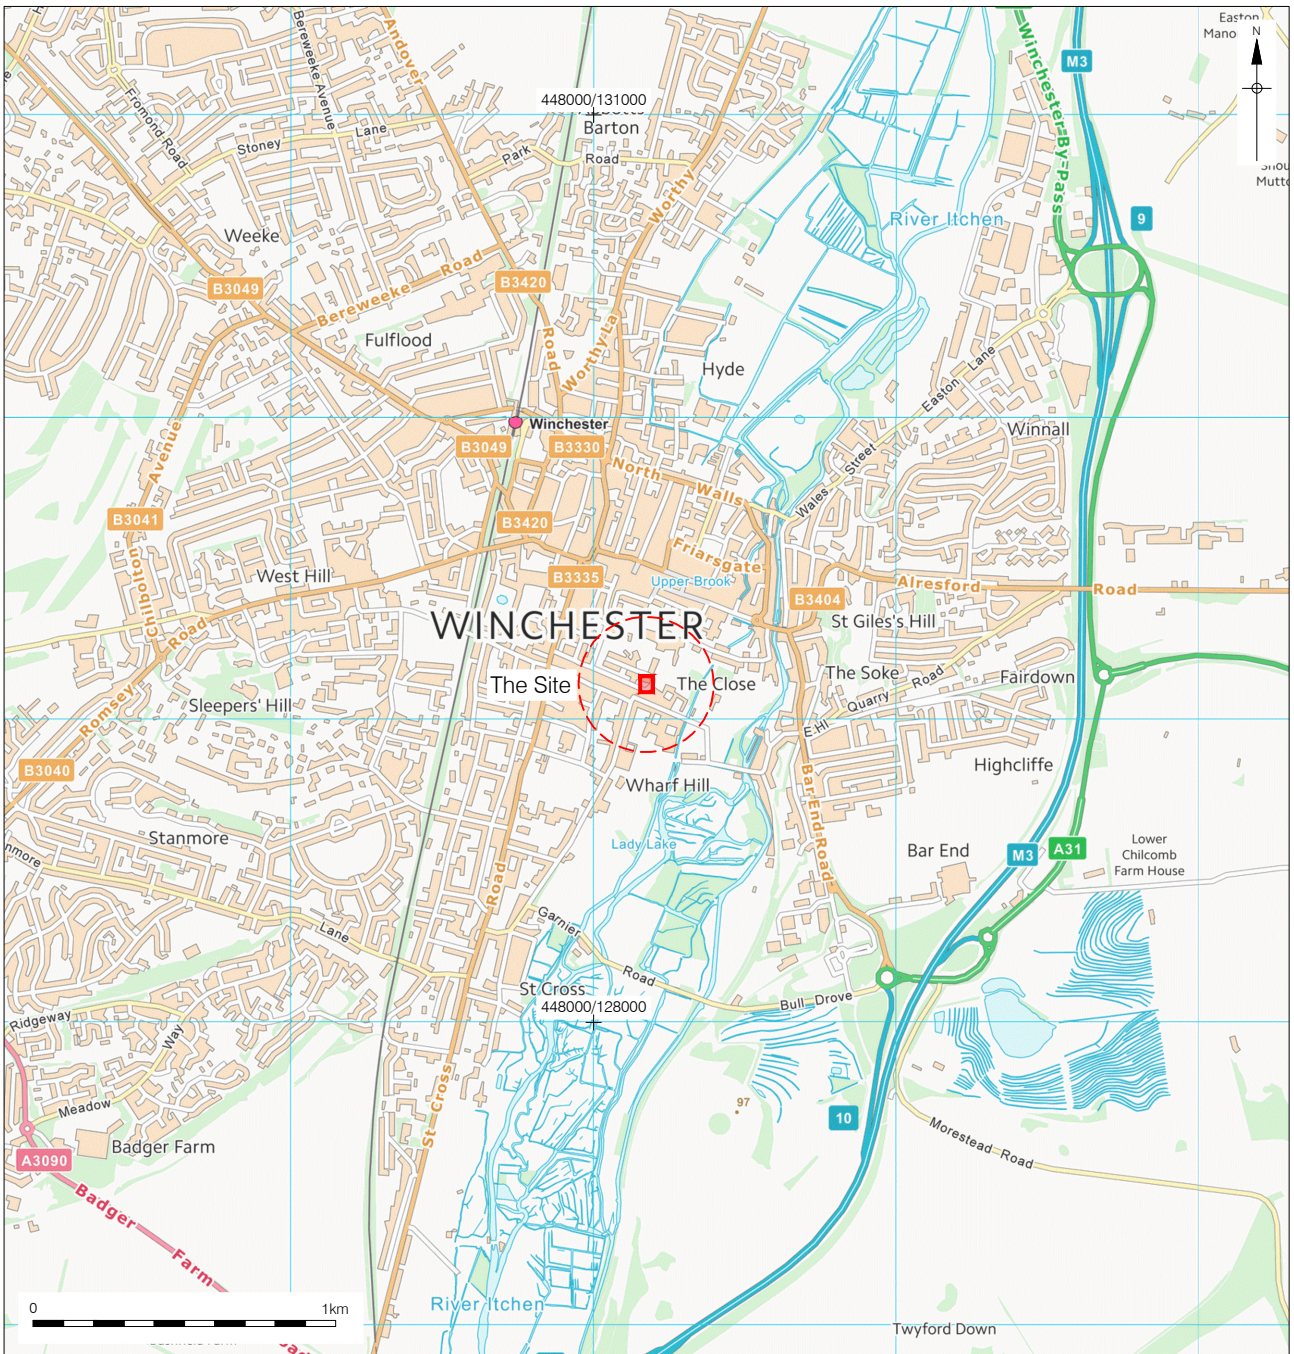 Easton
Mano
N
M3
Andover
Bereweeke-Avenue
Winchester-By-Pass
448000/131000
Barton
Fromond-Road
Stoney
Lane
Park
Road
Mutto
Worthy
River Itchen
9
Weeke
Bereweeke Road
B3049
B3420
Fulflood
Road
Worthy La
Hyde
Easton Lane
Winchester
Winnall
B3049
B3330
North Walls
Wales Street
Avenue
B3041
B3420
Friarsgate
Chilbolton
West Hill
B3335
Upper Brook
Alresford Road
B3404
WINCHESTER
St Giles's Hill
Romsey Road
The Site
The Close
The Soke
Quarry Road
Fairdown
Sleepers' Hill
E Hl
B3040
Wharf Hill
Highcliffe
Bar End Road
Stanmore
Lady Lake
nmore
Bar End
M3
A31
Lower
Chilcomb
Farm House
Road
Lane
Garnier
Road
St Cross
Bull Drove
448000/128000
Ridgeway
Way
St Cross
Meadow
97
10
Morestead Road
Badger Farm
A3090
Badger
Farm
0
1km
River Itchen
Twyford Down